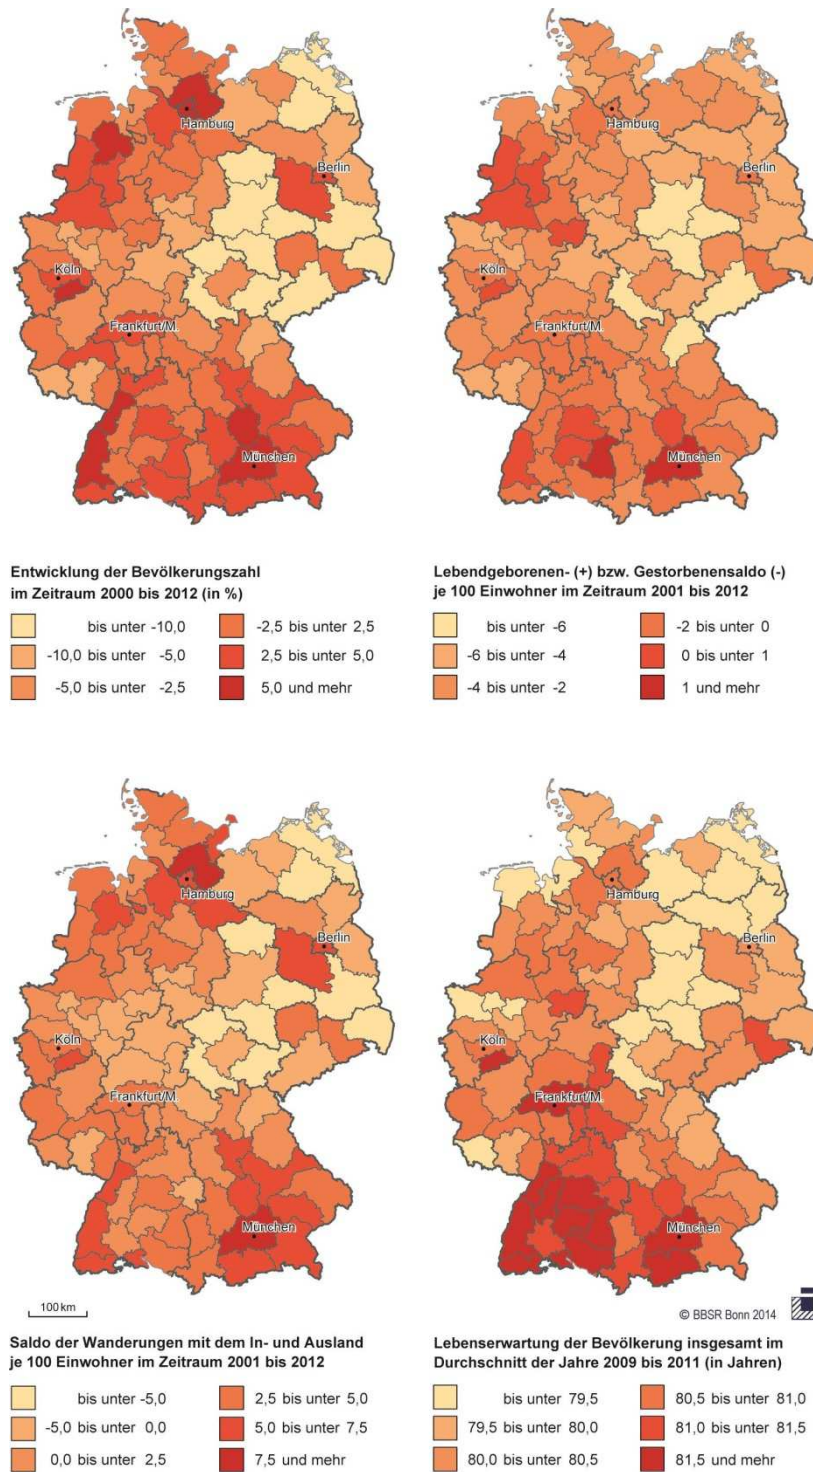 Hamburg
Berlin
Köln
Frankfurt/M.
München
Entwicklung der Bevölkerungszahl
im Zeitraum 2000 bis 2012 (in %)
bis unter -10,0
-10,0 bis unter -5,0
-5,0 bis unter -2,5
-2,5 bis unter 2,5
2,5 bis unter 5,0
5,0 und mehr
Hamburg
Berlin
Köln
Frankfurt/M.
München
Lebendgeborenen- (+) bzw. Gestorbenensaldo (-)
je 100 Einwohner im Zeitraum 2001 bis 2012
bis unter -6
-6 bis unter -4
-4 bis unter -2
-2 bis unter 0
0 bis unter 1
1 und mehr
Hamburg
Berlin
Köln
Frankfurt/M.
München
100 km
Saldo der Wanderungen mit dem In- und Ausland
je 100 Einwohner im Zeitraum 2001 bis 2012
bis unter -5,0
-5,0 bis unter 0,0
0,0 bis unter 2,5
2,5 bis unter 5,0
5,0 bis unter 7,5
7,5 und mehr
Hamburg
Berlin
Köln
Frankfurt/M.
München
© BBSR Bonn 2014
Lebenserwartung der Bevölkerung insgesamt im
Durchschnitt der Jahre 2009 bis 2011 (in Jahren)
bis unter 79,5
79,5 bis unter 80,0
80,0 bis unter 80,5
80,5 bis unter 81,0
81,0 bis unter 81,5
81,5 und mehr